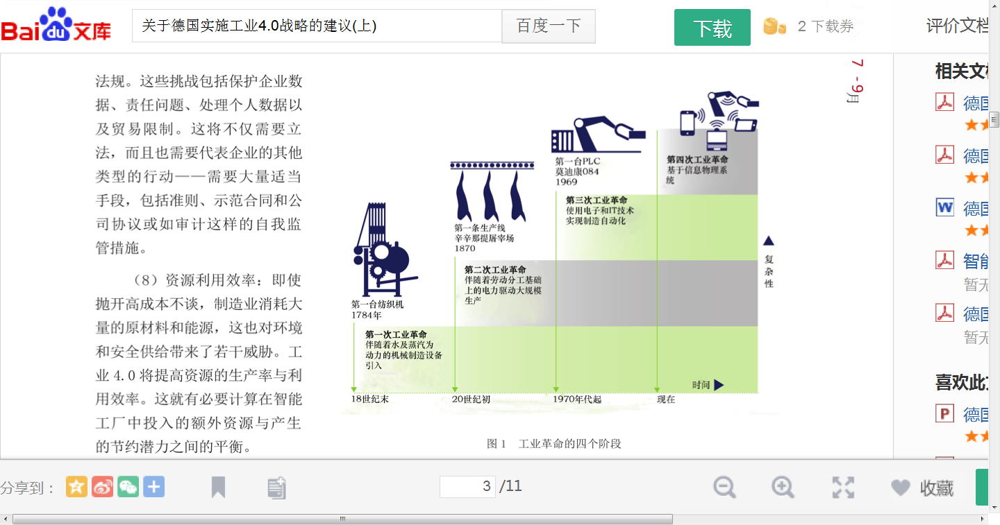 Bai du 文库
关于德国实施工业4.0战略的建议(上)
百度一下
下载
2 下载券
评价文档
法规。这些挑战包括保护企业数
据、责任问题、处理个人数据以
及贸易限制。这将不仅需要立
法，而且也需要代表企业的其他
类型的行动——需要大量适当
手段，包括准则、示范合同和公
司协议或如审计这样的自我监
管措施。
（8）资源利用效率：即使
抛开高成本不谈，制造业消耗大
量的原材料和能源，这也对环境
和安全供给带来了若干威胁。工
业 4.0 将提高资源的生产率与利
用效率。这就有必要计算在智能
工厂中投入的额外资源与产生
的节约潜力之间的平衡。
7 - 9月
第一台纺织机
1784年
第一条生产线
辛辛那提屠宰场
1870
第一台PLC
莫迪康084
1969
第四次工业革命
基于信息物理系
统
第三次工业革命
使用电子和IT技术
实现制造自动化
第二次工业革命
伴随着劳动分工基础
上的电力驱动大规模
生产
第一次工业革命
伴随着水及蒸汽为
动力的机械制造设备
引入
复杂性
时间
18世纪末
20世纪初
1970年代起
现在
图 1 工业革命的四个阶段
相关文档
德国
德国
W
德国
智能
暂无
德国
暂无
喜欢此文
P
德国
分享到：
3 /11
收藏